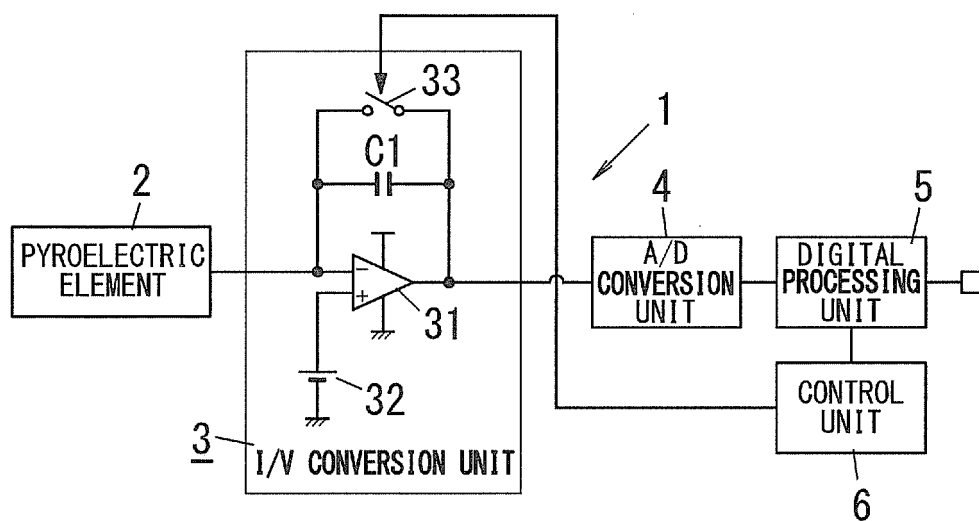 33
1
C1
2
4
5
PYROELECTRIC
ELEMENT
A/D
CONVERSION
UNIT
DIGITAL
PROCESSING
UNIT
−
+
31
32
CONTROL
UNIT
3
I/V CONVERSION UNIT
6